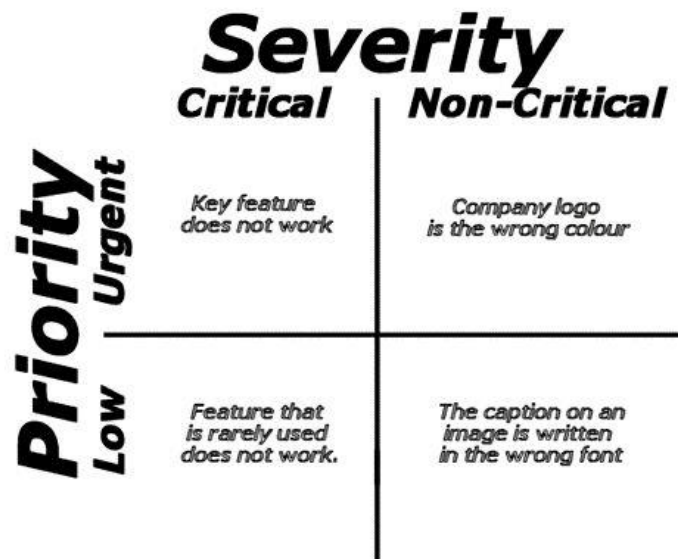 Severity
Critical
Non-Critical
Priority
Urgent
Key feature
does not work
Company logo
is the wrong colour
Low
Feature that
is rarely used
does not work.
The caption on an
image is written
in the wrong font